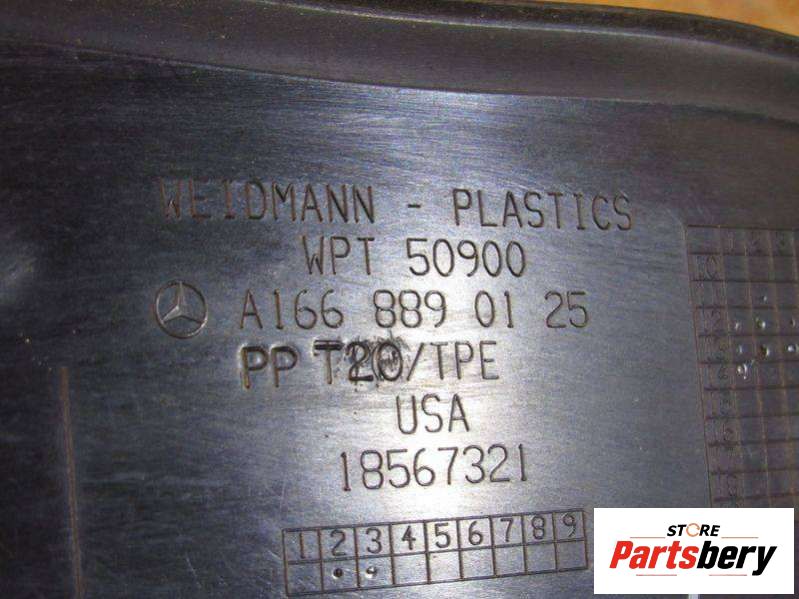 WEIDMANN - PLASTICS
WPT 50900
A166 889 01 25
PP T20/TPE
USA
18567321
1 2 3 4 5 6 7 8 9
STORE
Partsbery